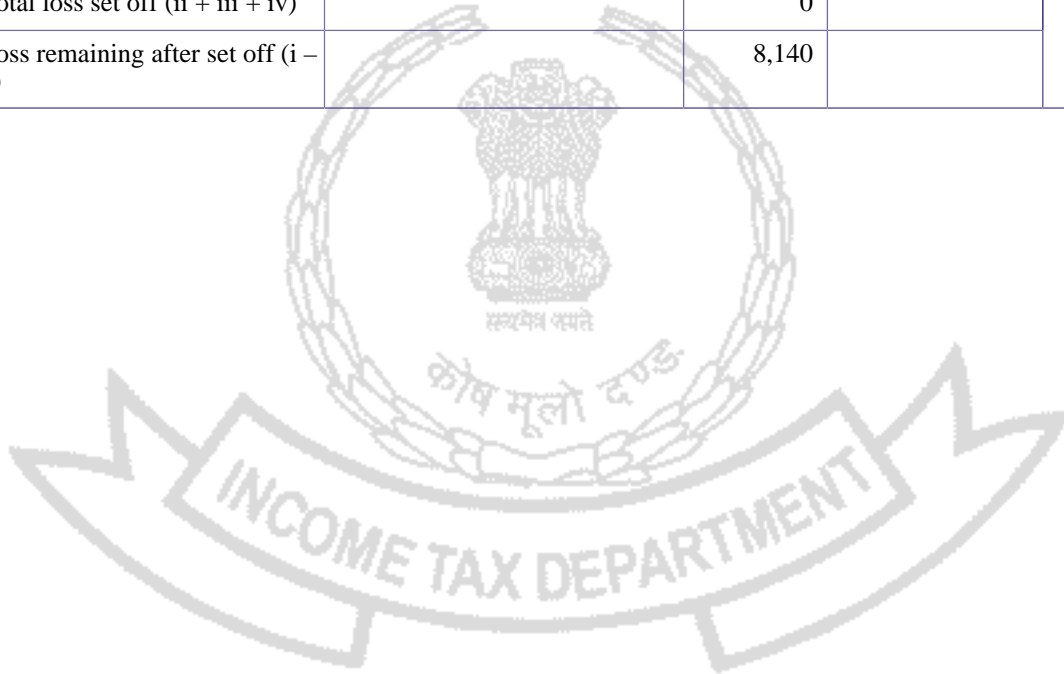 otal loss set off (ii + iii + iv)
0
oss remaining after set off (i –
)
8,140
सत्यमेव जयते
कोष मूलो दण्ड
INCOME TAX DEPARTMENT